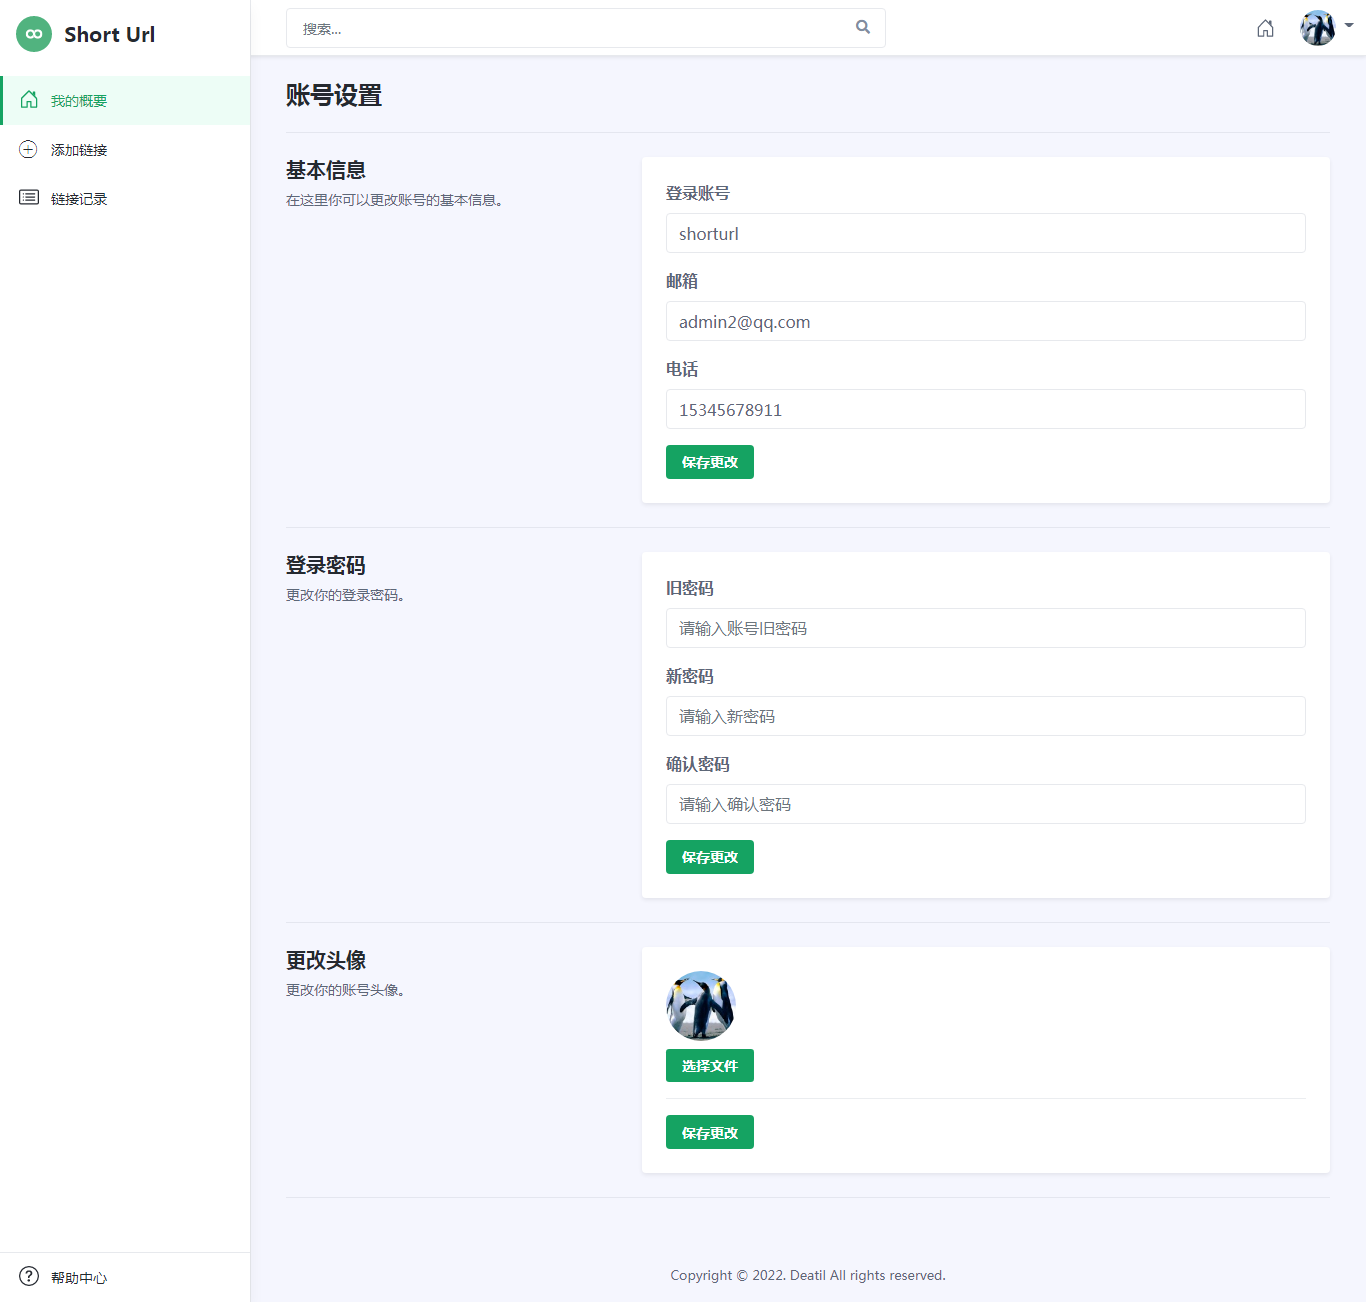 Short Url
搜索...
我的概要
添加链接
链接记录
账号设置
基本信息
在这里你可以更改账号的基本信息。
登录账号
shorturl
邮箱
admin2@qq.com
电话
15345678911
保存更改
登录密码
更改你的登录密码。
旧密码
请输入账号旧密码
新密码
请输入新密码
确认密码
请输入确认密码
保存更改
更改头像
更改你的账号头像。
选择文件
保存更改
帮助中心
Copyright © 2022. Deatil All rights reserved.